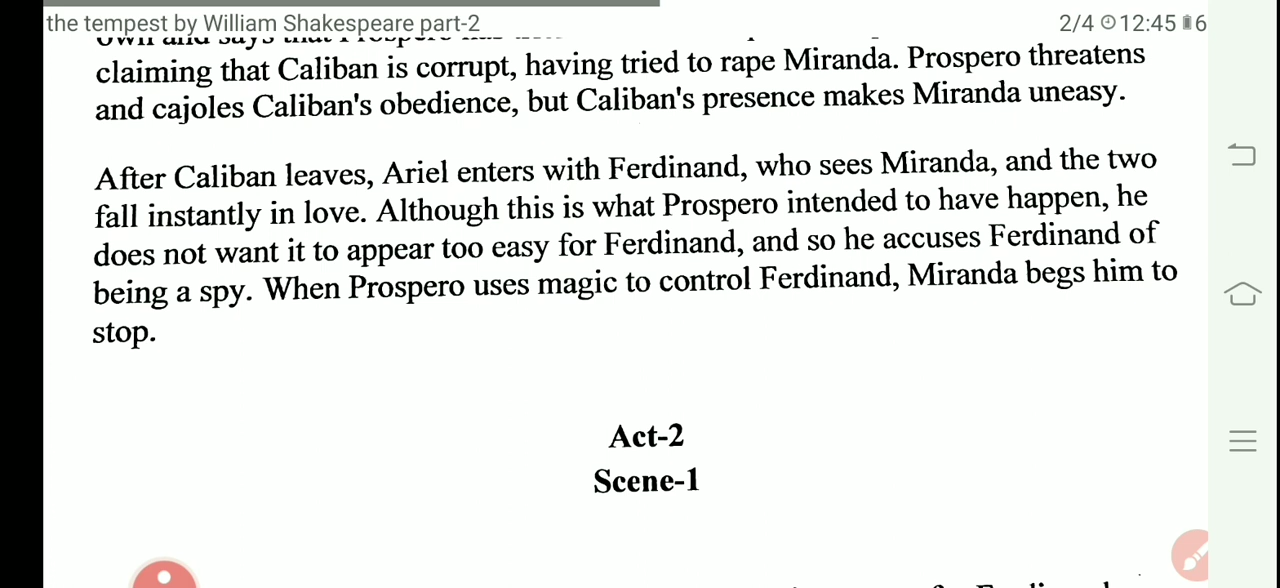 the tempest by William Shakespeare part-2
2/4 12:45 6
own and says that
claiming that Caliban is corrupt, having tried to rape Miranda. Prospero threatens
and cajoles Caliban's obedience, but Caliban's presence makes Miranda uneasy.
After Caliban leaves, Ariel enters with Ferdinand, who sees Miranda, and the two
fall instantly in love. Although this is what Prospero intended to have happen, he
does not want it to appear too easy for Ferdinand, and so he accuses Ferdinand of
being a spy. When Prospero uses magic to control Ferdinand, Miranda begs him to
stop.
Act-2
Scene-1